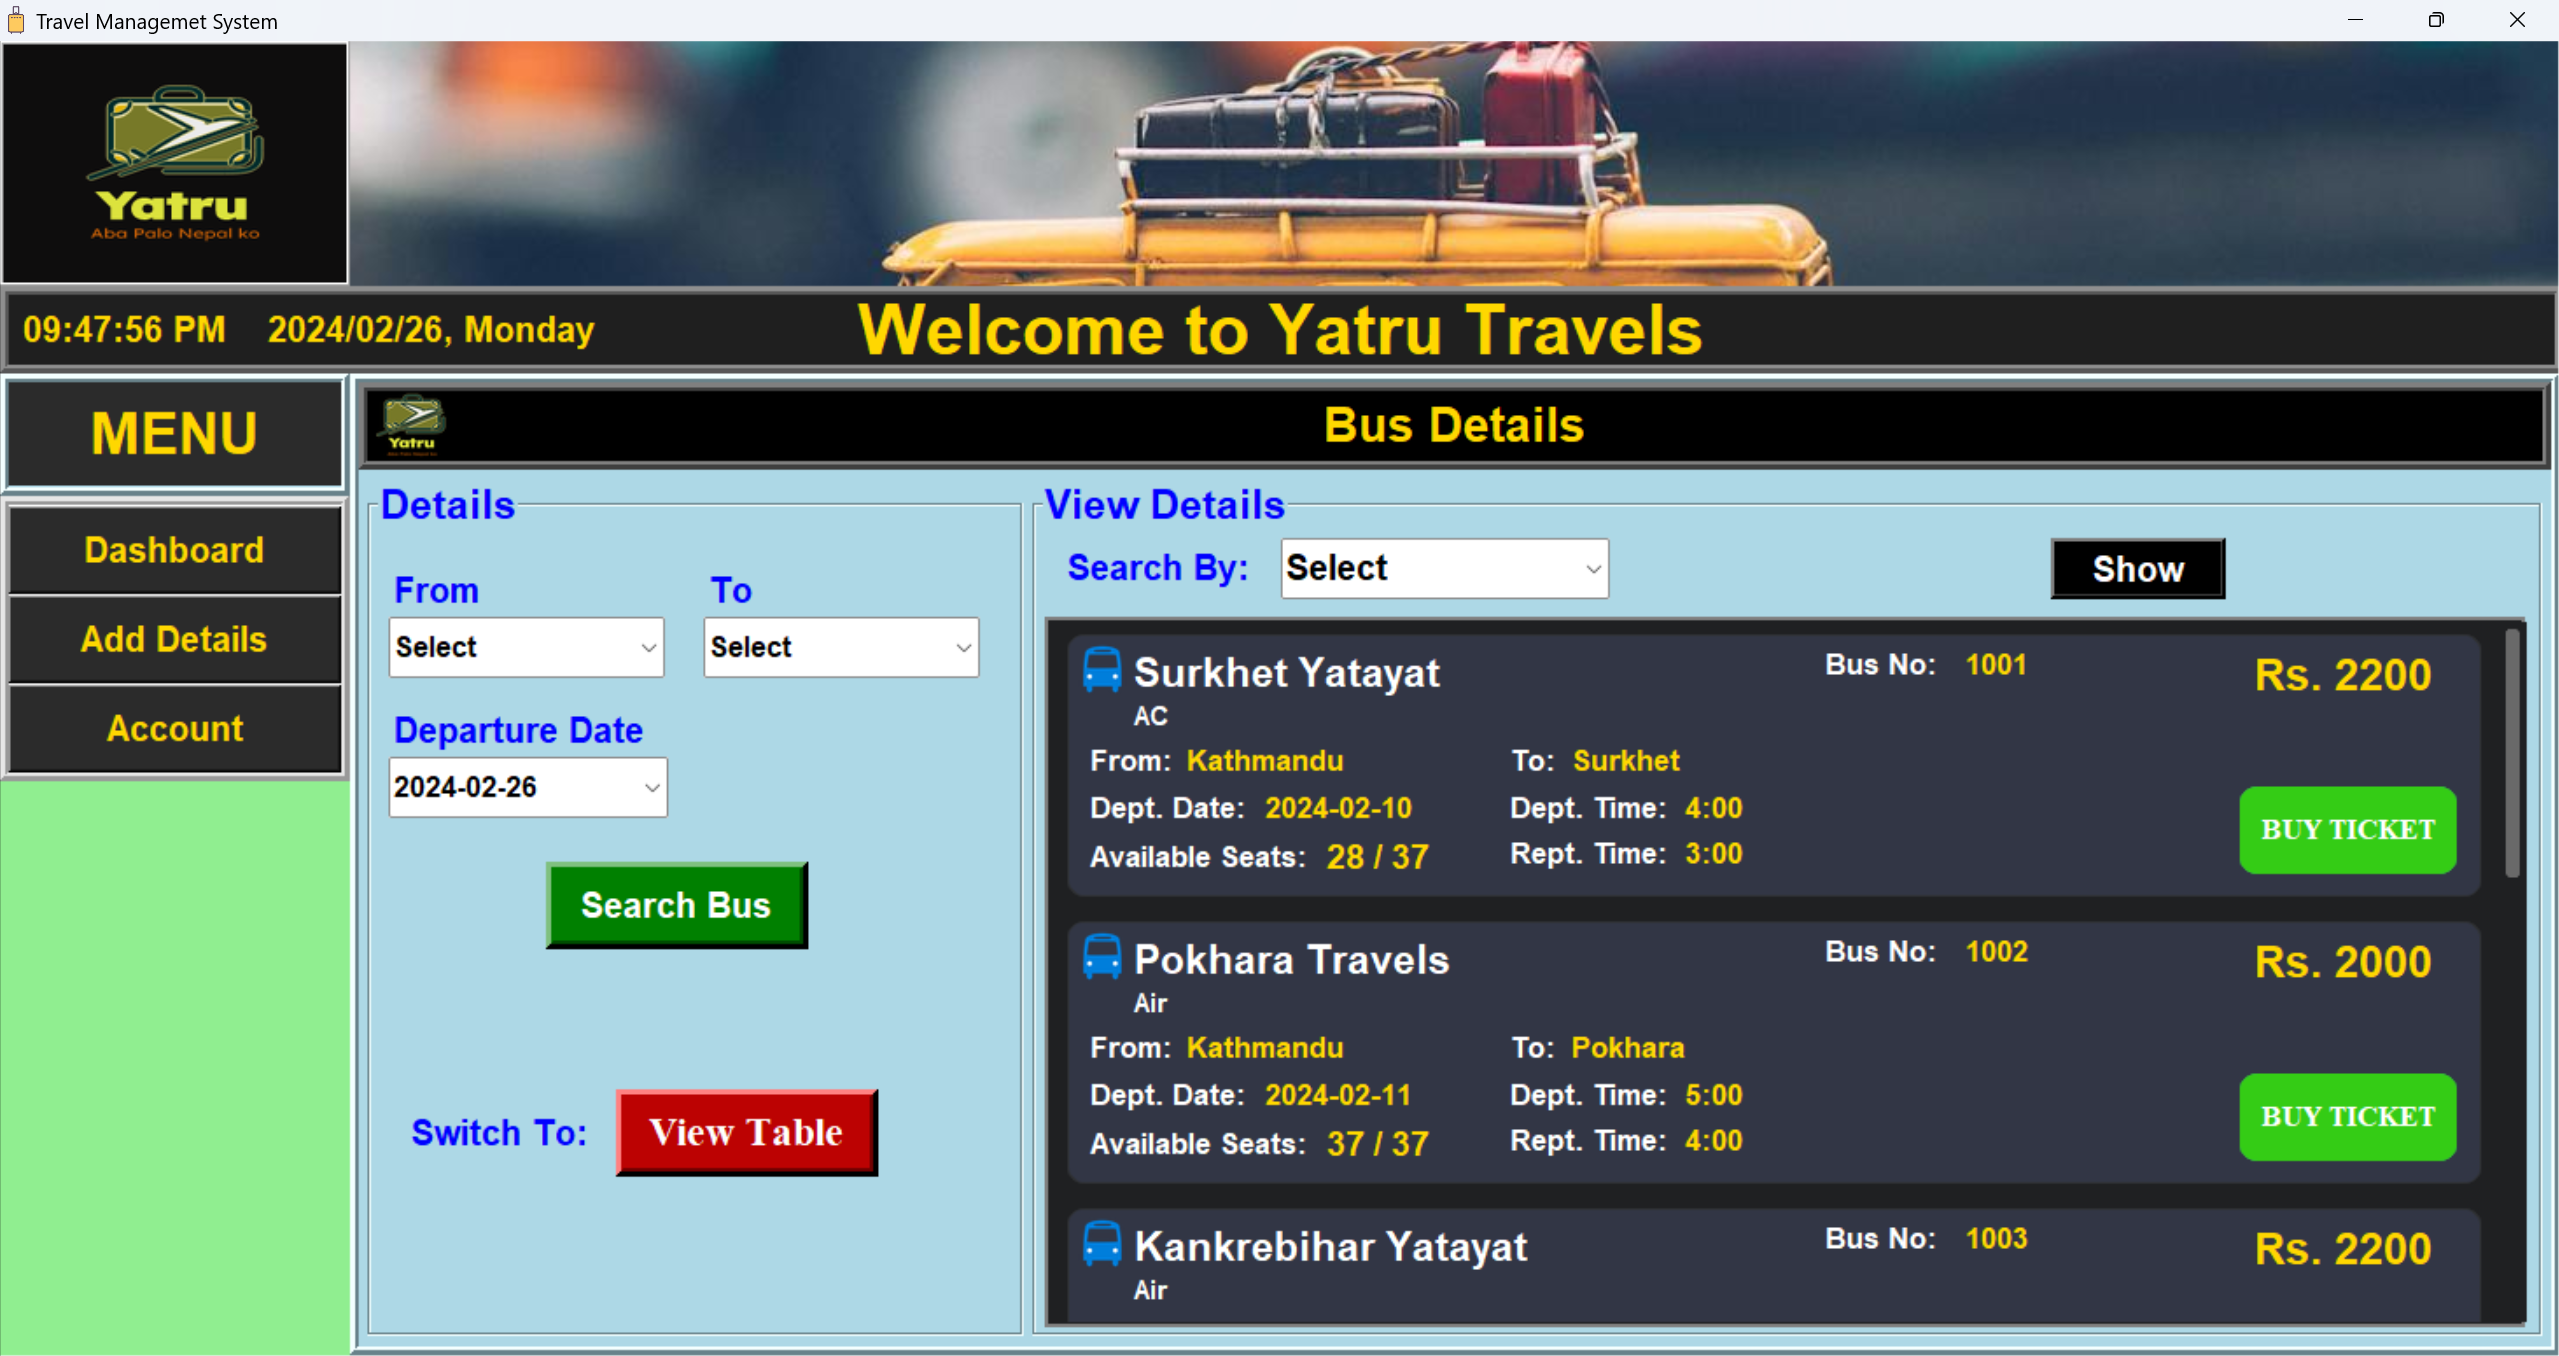 Travel Managemet System
Yatru
Aba Palo Nepal ko
09:47:56 PM 2024/02/26, Monday
Welcome to Yatru Travels
MENU
Dashboard
Add Details
Account
Yatru
Bus Details
Details
From To
Select Select
Departure Date
2024-02-26
Search Bus
Switch To: View Table
View Details
Search By: Select Show
Surkhet Yatayat Bus No: 1001 Rs. 2200
AC
From: Kathmandu To: Surkhet
Dept. Date: 2024-02-10 Dept. Time: 4:00
Available Seats: 28 / 37 Rept. Time: 3:00
BUY TICKET
Pokhara Travels Bus No: 1002 Rs. 2000
Air
From: Kathmandu To: Pokhara
Dept. Date: 2024-02-11 Dept. Time: 5:00
Available Seats: 37 / 37 Rept. Time: 4:00
BUY TICKET
Kankrebihar Yatayat Bus No: 1003 Rs. 2200
Air